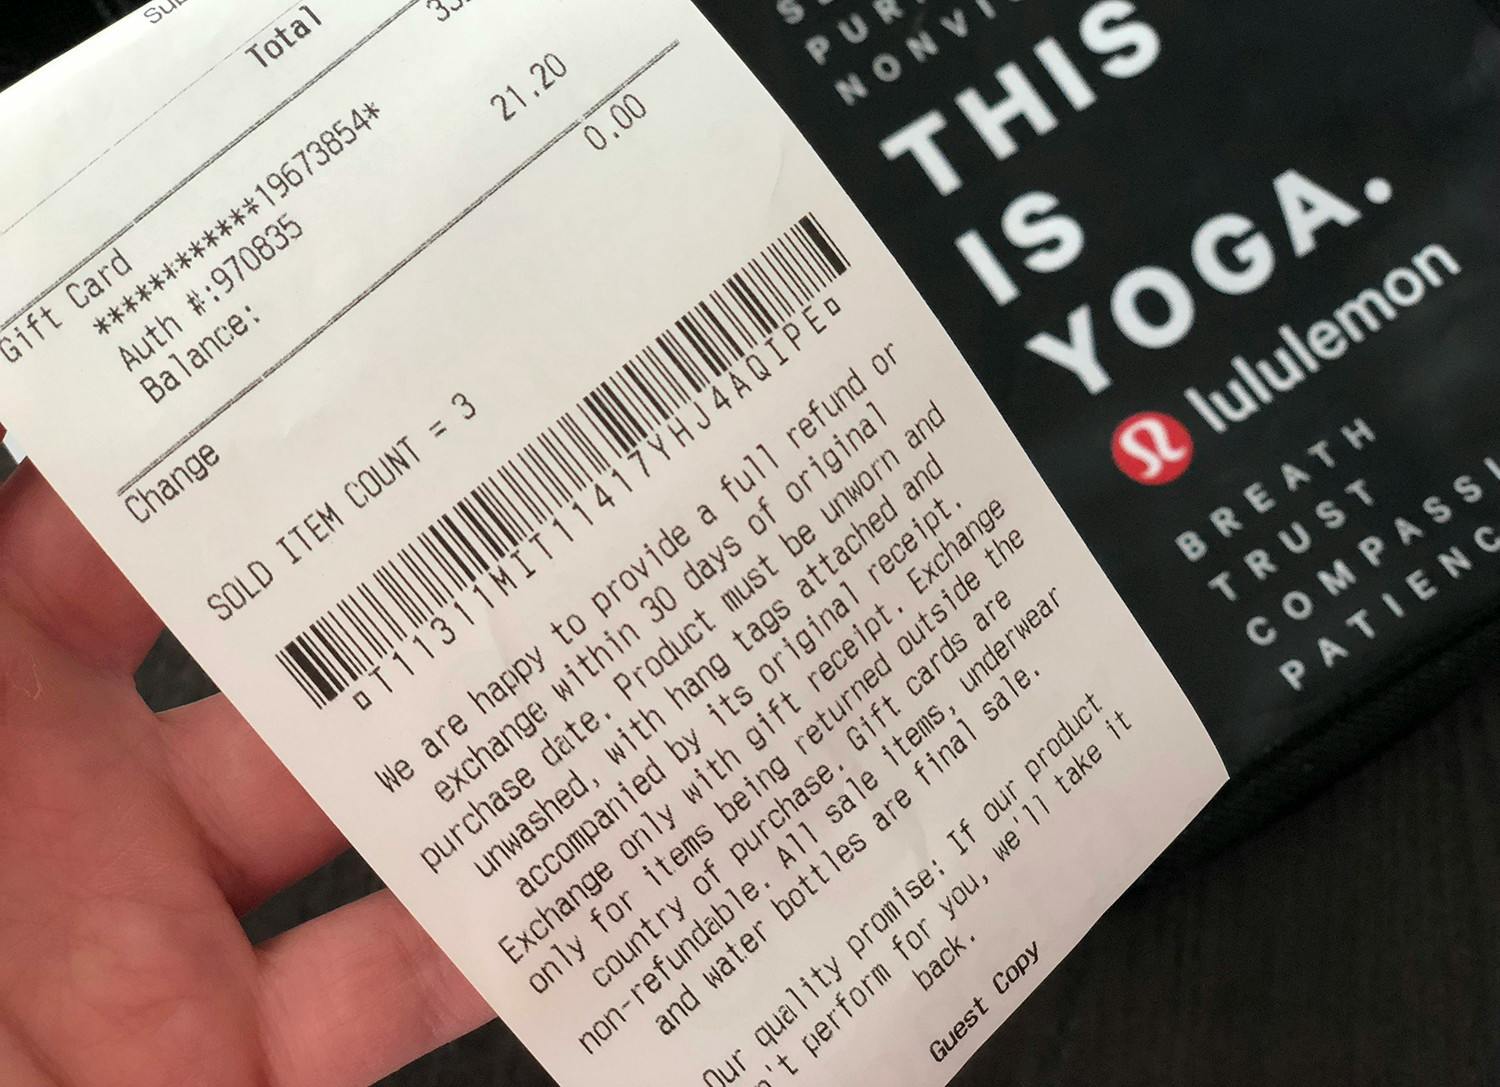 Total
Gift Card
************19673854*
21.20
Auth #:970835
Balance:
0.00
Change
SOLD ITEM COUNT = 3
T11311MIT11417YHJ4AQIPE
We are happy to provide a full refund or
exchange within 30 days of original
purchase date. Product must be unworn and
unwashed, with hang tags attached and
accompanied by its original receipt.
Exchange only with gift receipt. Exchange
only for items being returned outside the
country of purchase. Gift cards are
non-refundable. All sale items, underwear
and water bottles are final sale.
Our quality promise: If our product
perform for you, we'll take it
back.
Guest Copy
THIS
IS
YOGA.
lululemon
BREATH
TRUST
COMPASSI
PATIENC